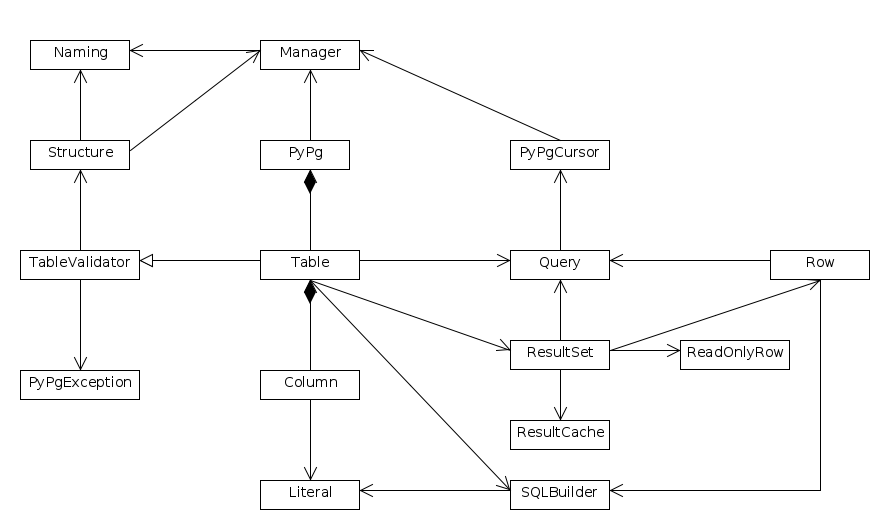 Naming
Manager
Structure
PyPg
PyPgCursor
TableValidator
Table
Query
Row
ResultSet
ReadOnlyRow
PyPgException
Column
ResultCache
Literal
SQLBuilder